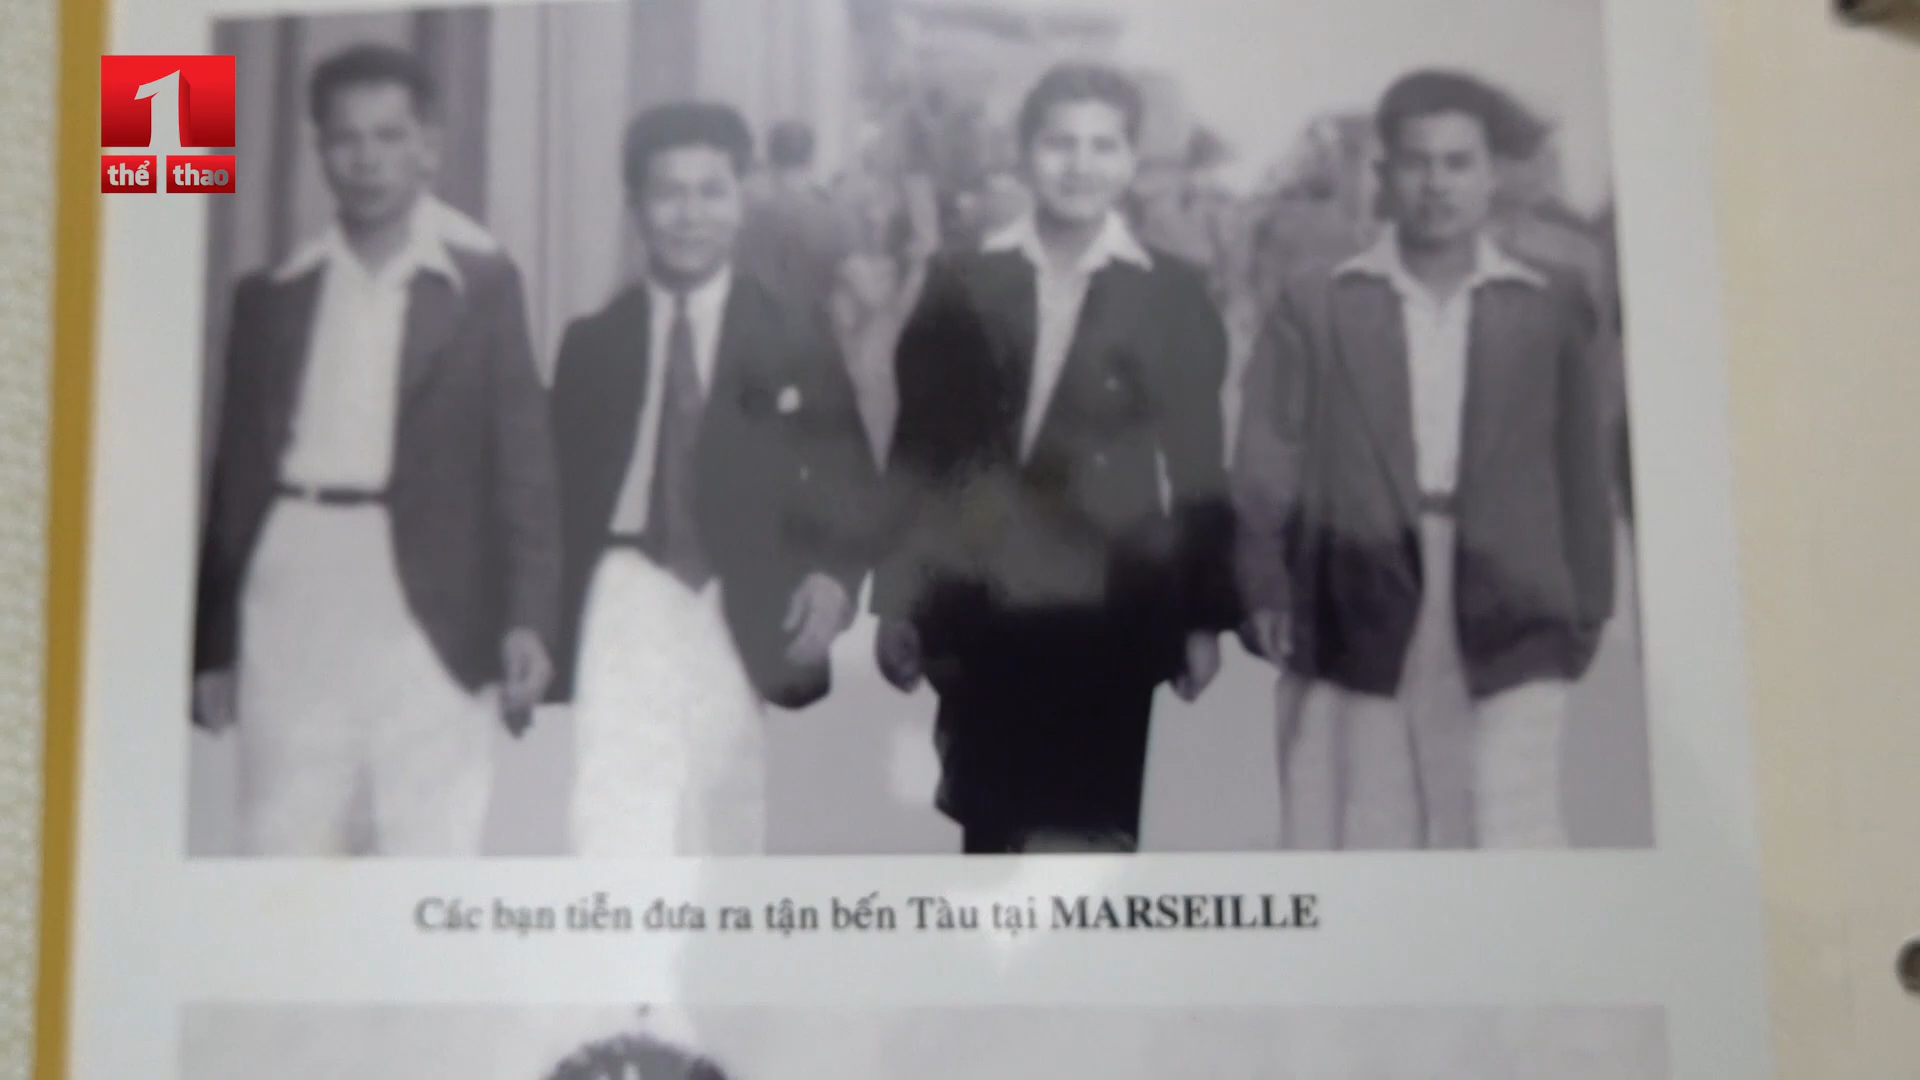 1
thể thao
Các bạn tiễn đưa ra tận bến Tàu tại MARSEILLE